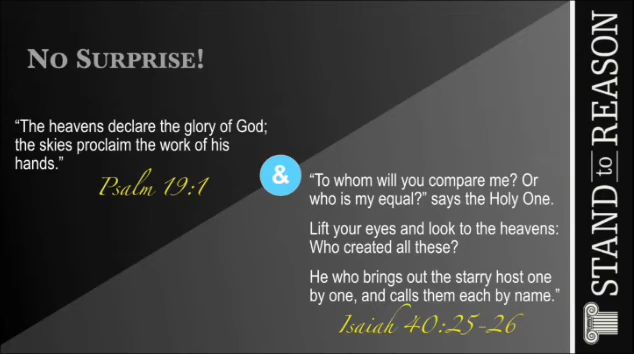 NO SURPRISE!
“The heavens declare the glory of God;
the skies proclaim the work of his
hands.”
Psalm 19:1
&
“To whom will you compare me? Or
who is my equal?” says the Holy One.
Lift your eyes and look to the heavens:
Who created all these?
He who brings out the starry host one
by one, and calls them each by name.”
Isaiah 40:25-26
STAND to REASON